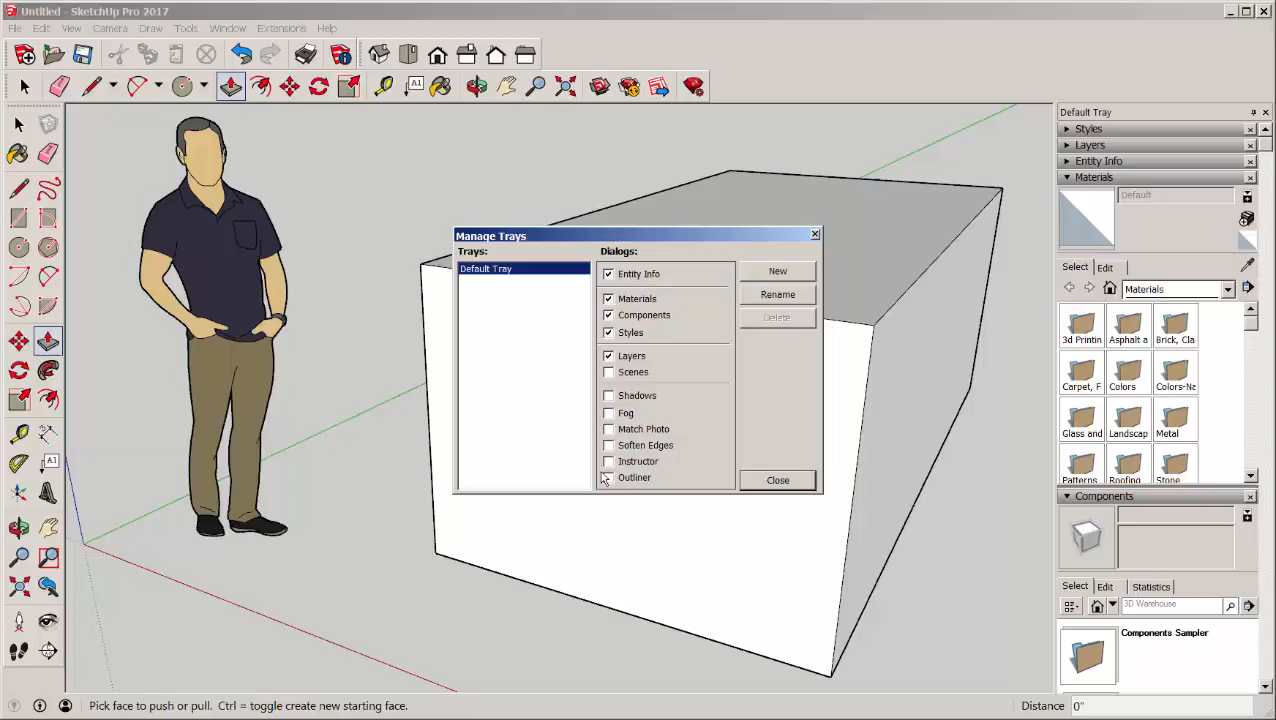 Untitled - SketchUp Pro 2017
File Edit View Camera Draw Tools Window Extensions Help
A1
Default Tray
Styles
Layers
Entity Info
Materials
Default
Select Edit
Materials
3d Printin Asphalt a Brick, Cla
Carpet, F Colors Colors-Na
Glass and Landscap Metal
Patterns Roofing Stone
Components
Select Edit Statistics
3D Warehouse
Components Sampler
Manage Trays
Trays:
Default Tray
Dialogs:
Entity Info
Materials
Components
Styles
Layers
Scenes
Shadows
Fog
Match Photo
Soften Edges
Instructor
Outliner
New
Rename
Delete
Close
A1
Pick face to push or pull. Ctrl = toggle create new starting face.
Distance 0"